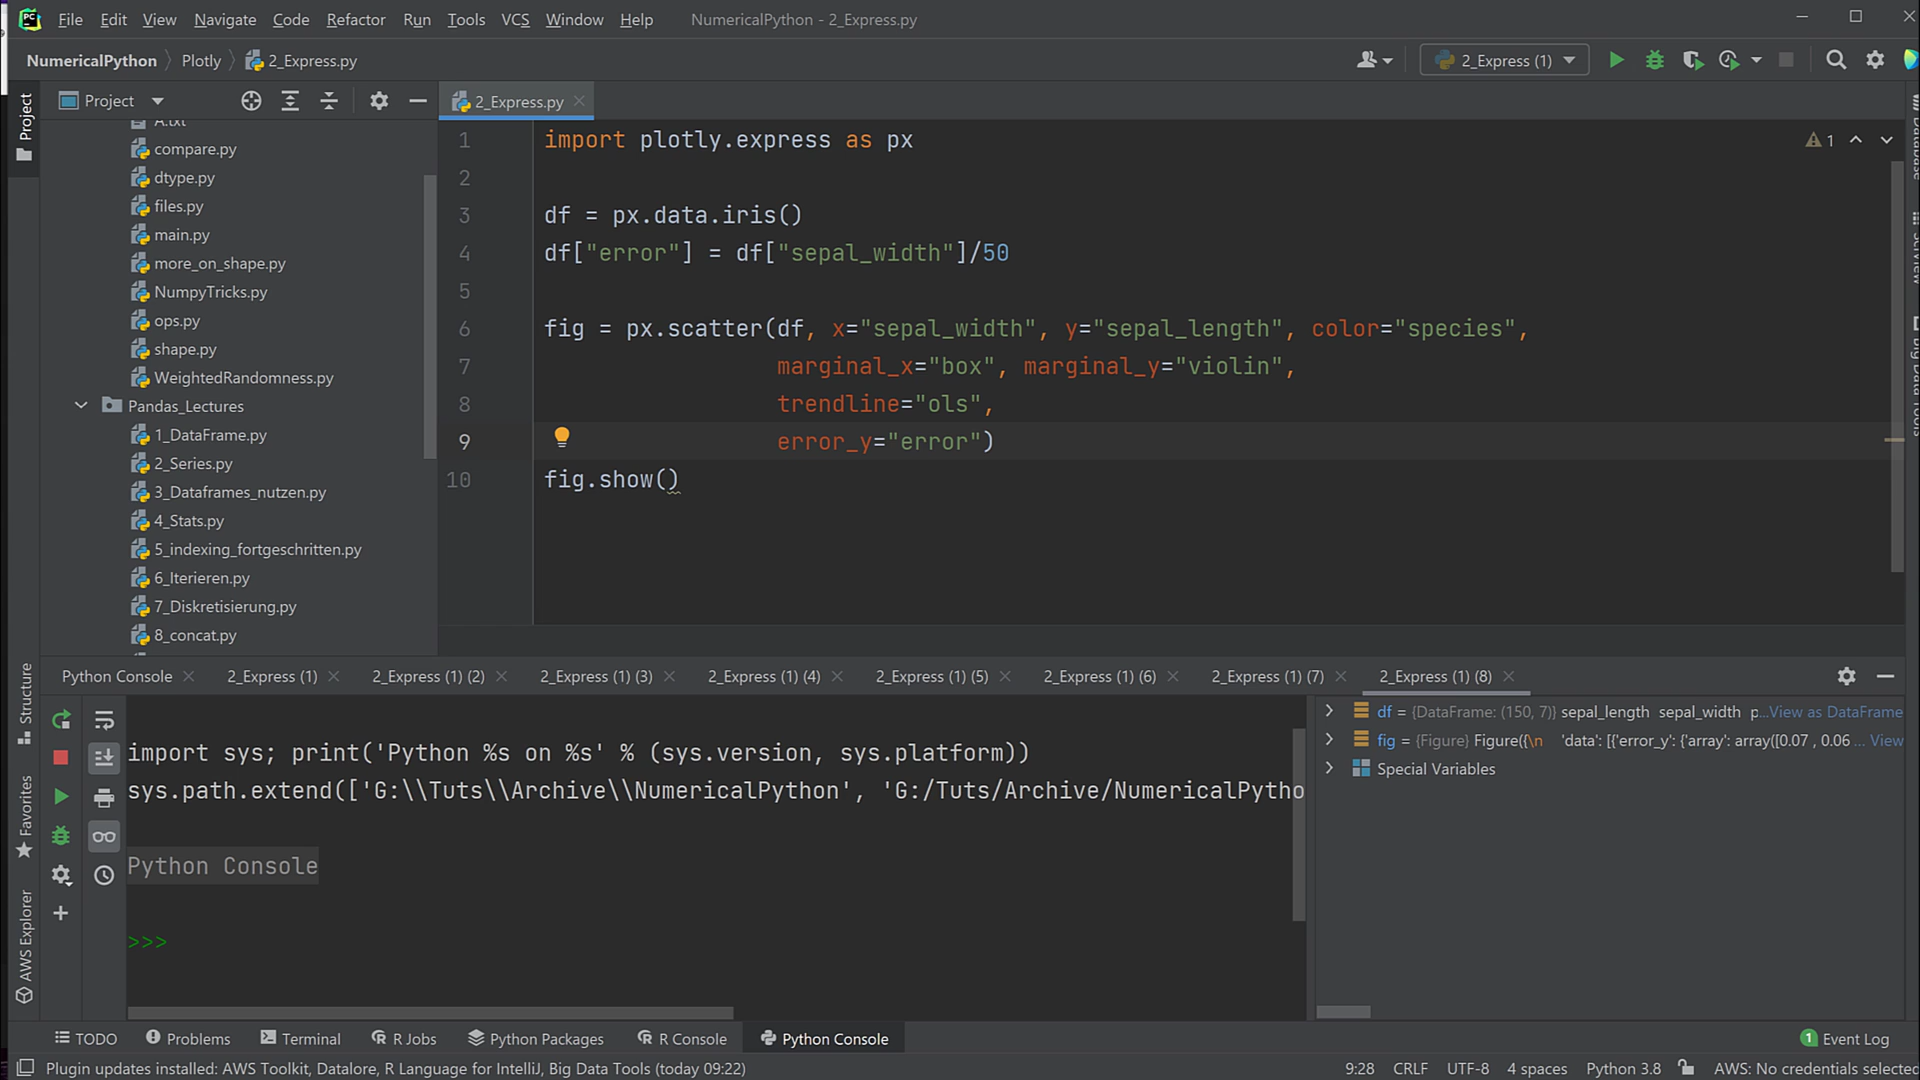 File Edit View Navigate Code Refactor Run Tools VCS Window Help NumericalPython - 2_Express.py
NumericalPython Plotly 2_Express.py 2_Express (1)
Project
Project
2_Express.py
A.txt
compare.py
dtype.py
files.py
main.py
more_on_shape.py
NumpyTricks.py
ops.py
shape.py
WeightedRandomness.py
Pandas_Lectures
1_DataFrame.py
2_Series.py
3_Dataframes_nutzen.py
4_Stats.py
5_indexing_fortgeschritten.py
6_Iterieren.py
7_Diskretisierung.py
8_concat.py
1 import plotly.express as px
2
3 df = px.data.iris()
4 df["error"] = df["sepal_width"]/50
5
6 fig = px.scatter(df, x="sepal_width", y="sepal_length", color="species",
7 marginal_x="box", marginal_y="violin",
8 trendline="ols",
9 error_y="error")
10 fig.show()
1
Database
SciView
Big Data Tools
Structure
Favorites
AWS Explorer
Python Console 2_Express (1) 2_Express (1) (2) 2_Express (1) (3) 2_Express (1) (4) 2_Express (1) (5) 2_Express (1) (6) 2_Express (1) (7) 2_Express (1) (8)
import sys; print('Python %s on %s' % (sys.version, sys.platform))
sys.path.extend(['G:\\Tuts\\Archive\\NumericalPython', 'G:/Tuts/Archive/NumericalPytho
Python Console
>>>
df = {DataFrame: (150, 7)} sepal_length sepal_width p...View as DataFrame
fig = {Figure} Figure({\n 'data': [{'error_y': {'array': array([0.07 , 0.06 ... View
Special Variables
TODO Problems Terminal R Jobs Python Packages R Console Python Console 1 Event Log
Plugin updates installed: AWS Toolkit, Datalore, R Language for IntelliJ, Big Data Tools (today 09:22) 9:28 CRLF UTF-8 4 spaces Python 3.8 AWS: No credentials selected